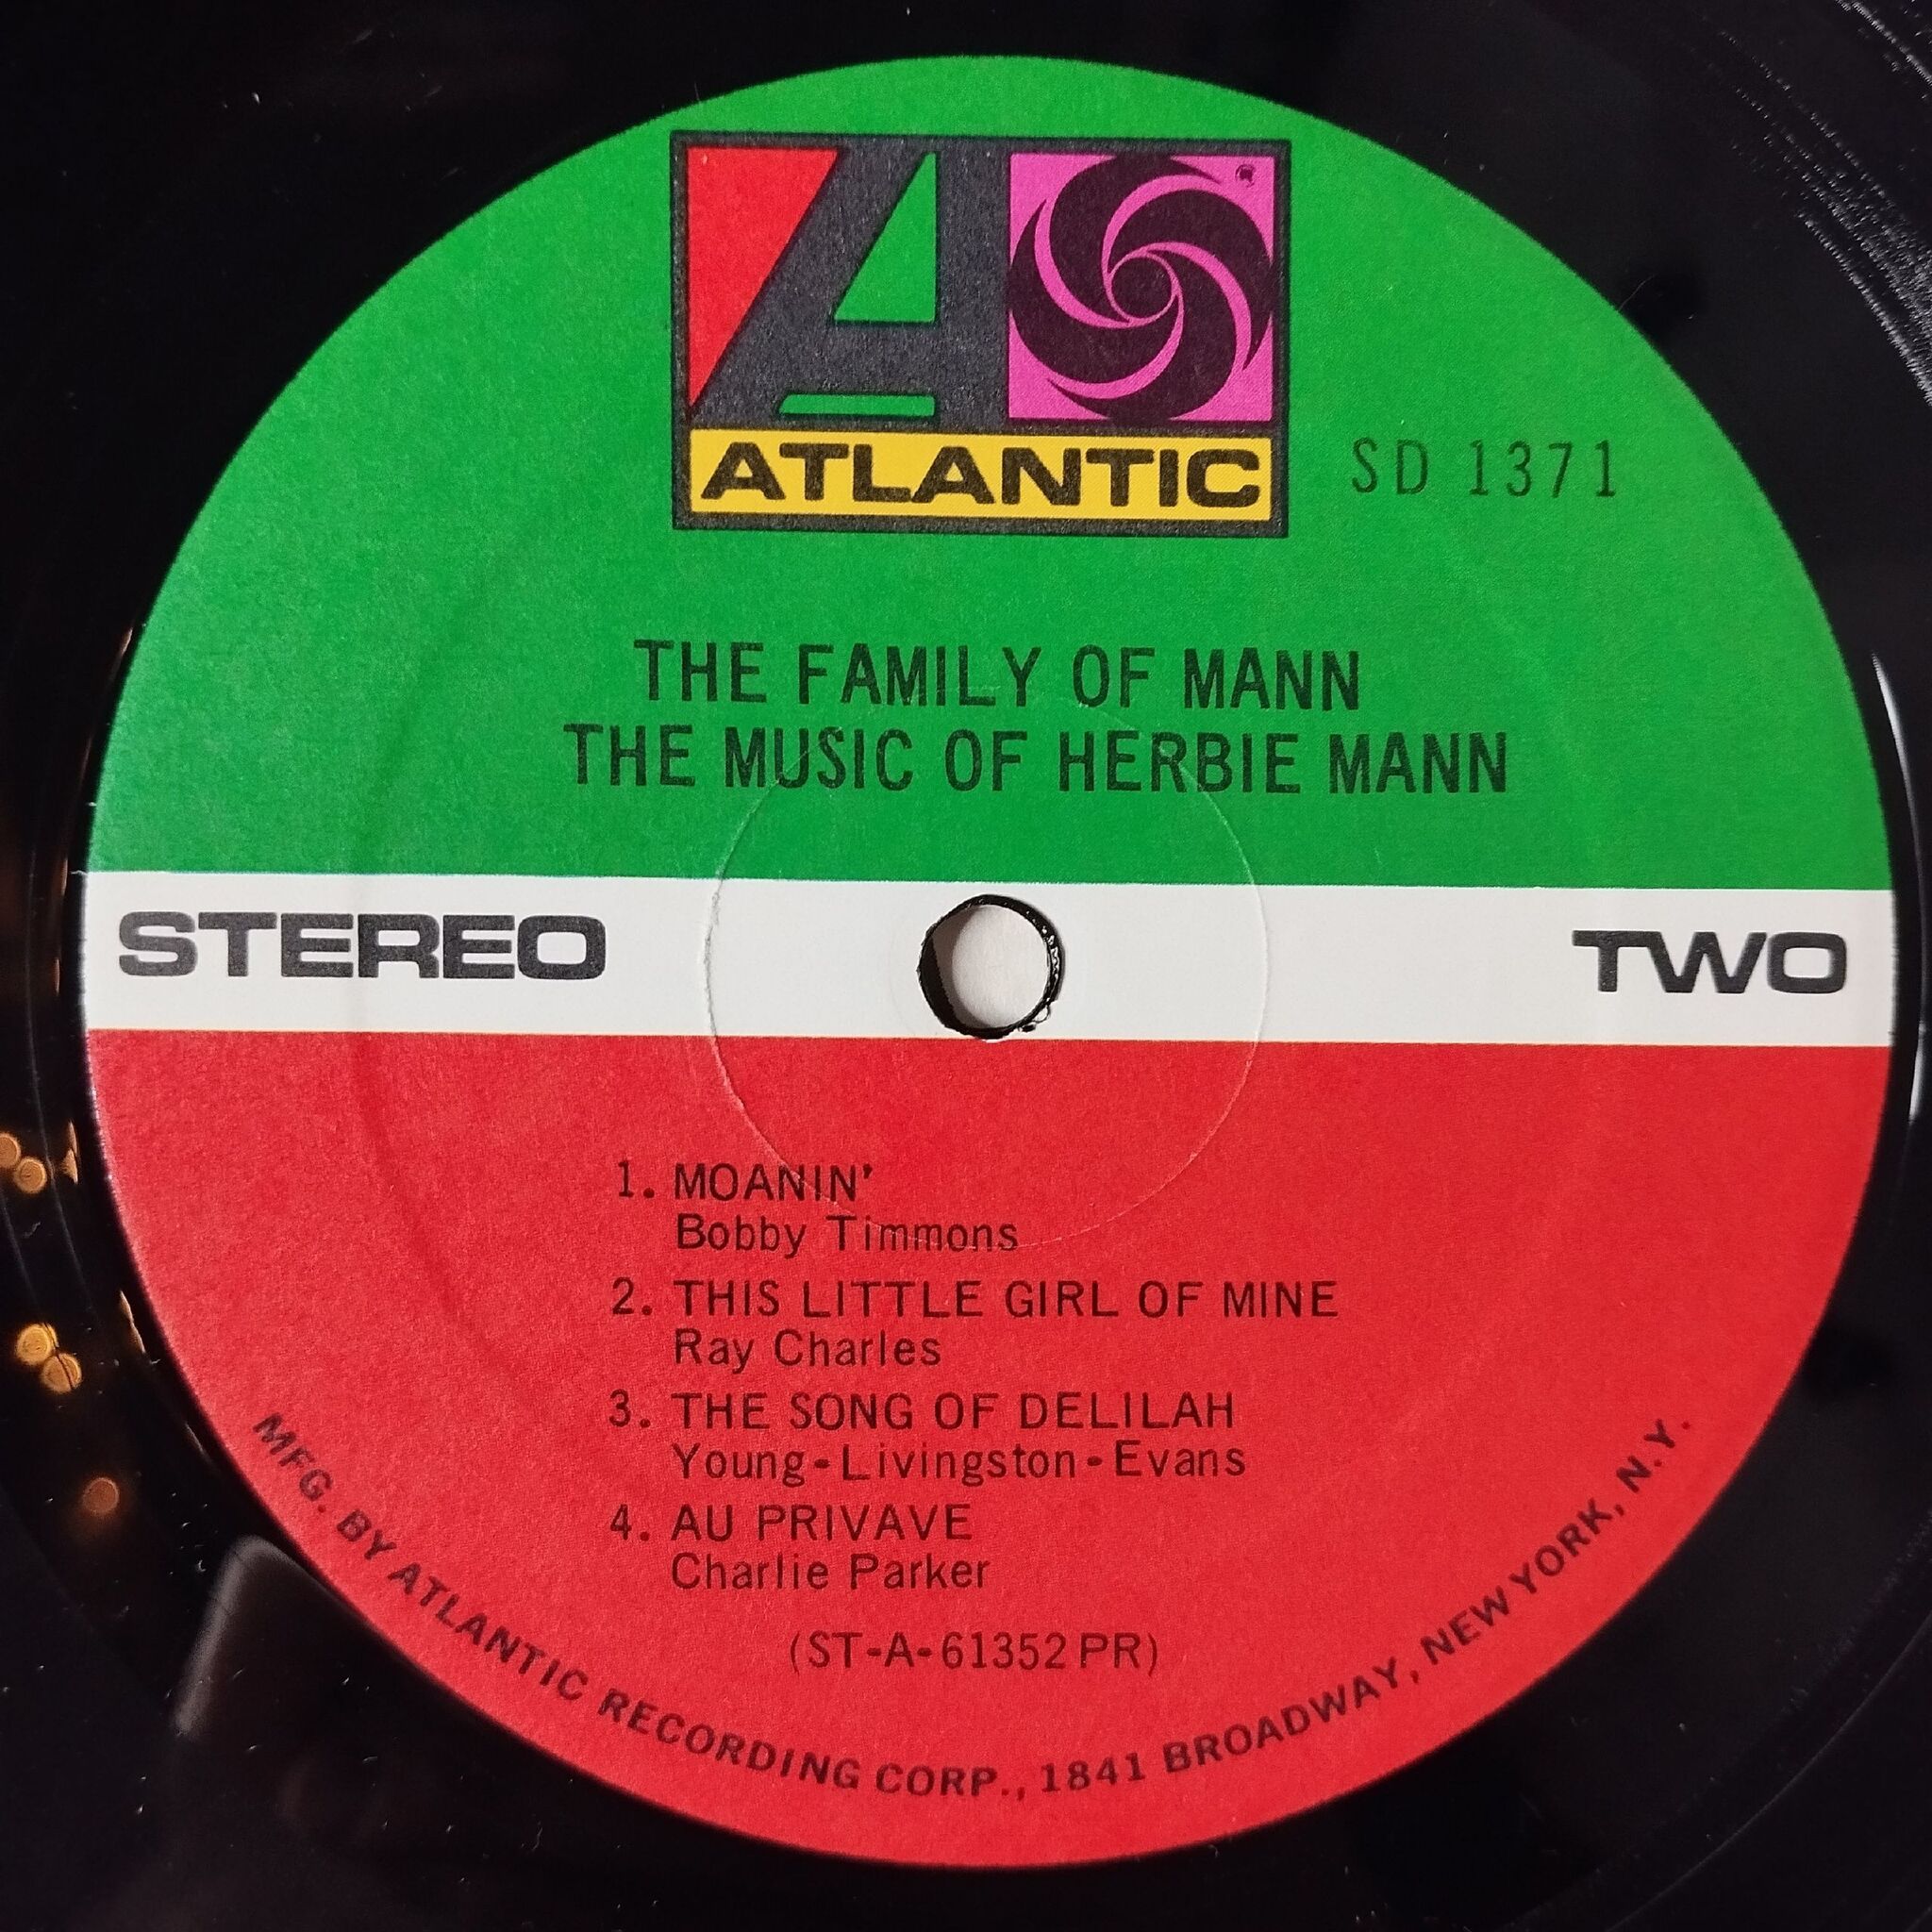 ATLANTIC
SD 1371
THE FAMILY OF MANN
THE MUSIC OF HERBIE MANN
STEREO
TWO
1. MOANIN'
Bobby Timmons
2. THIS LITTLE GIRL OF MINE
Ray Charles
3. THE SONG OF DELILAH
Young-Livingston-Evans
4. AU PRIVAVE
Charlie Parker
(ST-A-61352 PR)
MFG. BY ATLANTIC RECORDING CORP., 1841 BROADWAY, NEW YORK, N.Y.